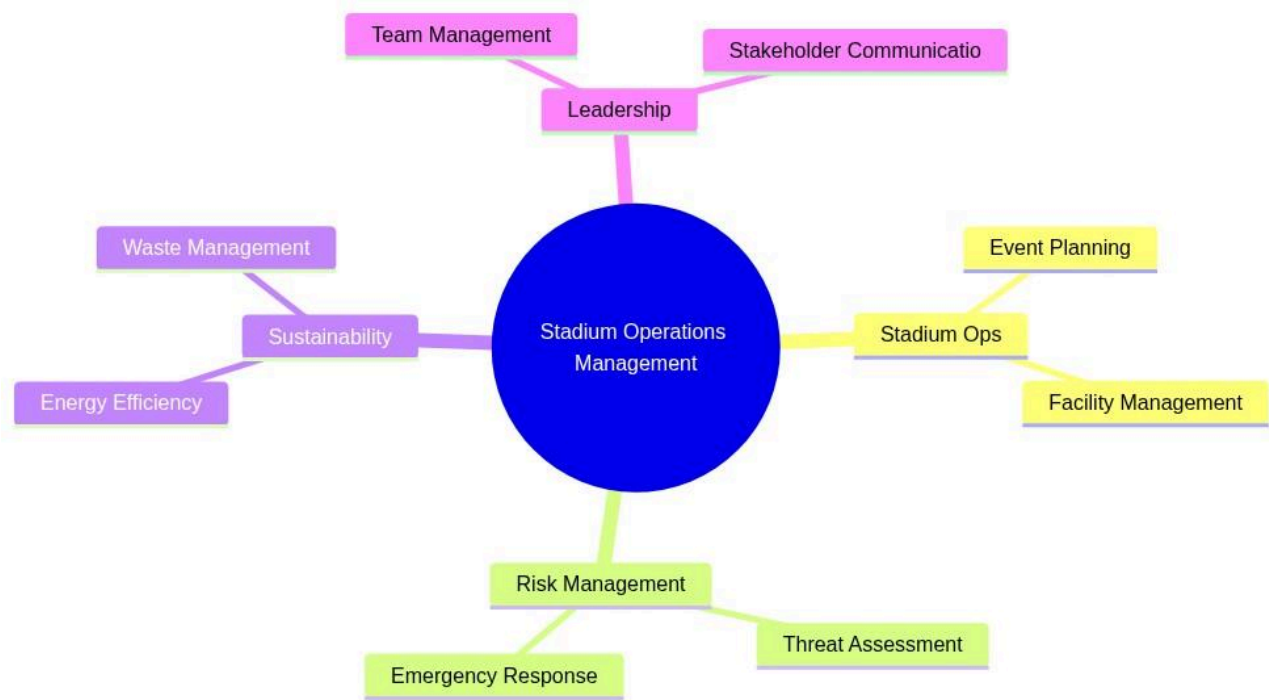 Team Management
Stakeholder Communicatio
Leadership
Waste Management
Event Planning
Sustainability
Stadium Operations
Management
Stadium Ops
Energy Efficiency
Facility Management
Risk Management
Threat Assessment
Emergency Response